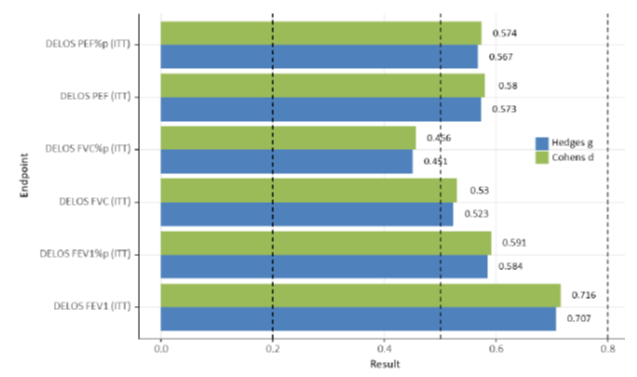 DELOS PEF%p (ITT)
0.574
0.567
DELOS PEF (ITT)
0.58
0.573
DELOS FVC%p (ITT)
0.456
0.451
Hedges g
Cohens d
DELOS FVC (ITT)
0.53
0.523
DELOS FEV1%p (ITT)
0.591
0.584
DELOS FEV1 (ITT)
0.716
0.707
Endpoint
0.0 0.2 0.4 0.6 0.8
Result